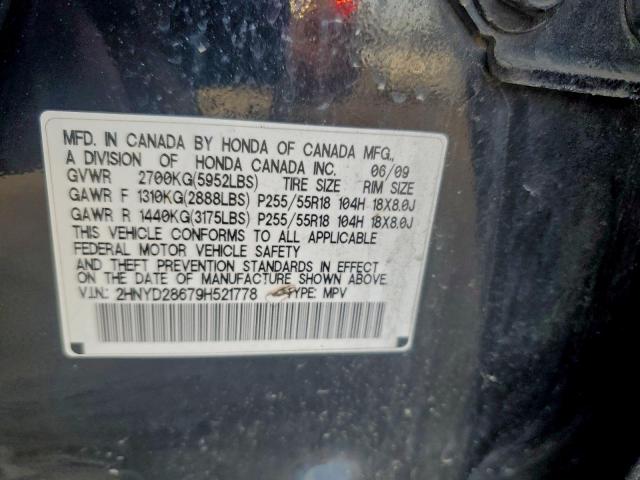 MFD. IN CANADA BY HONDA OF CANADA MFG.,
A DIVISION OF HONDA CANADA INC. 06/09
GVWR 2700KG(5952LBS) TIRE SIZE RIM SIZE
GAWR F 1310KG(2888LBS) P255/55R18 104H 18X8.0J
GAWR R 1440KG(3175LBS) P255/55R18 104H 18X8.0J
THIS VEHICLE CONFORMS TO ALL APPLICABLE
FEDERAL MOTOR VEHICLE SAFETY
AND THEFT PREVENTION STANDARDS IN EFFECT
ON THE DATE OF MANUFACTURE SHOWN ABOVE.
V.I.N.: 2HNYD28679H521778 TYPE: MPV